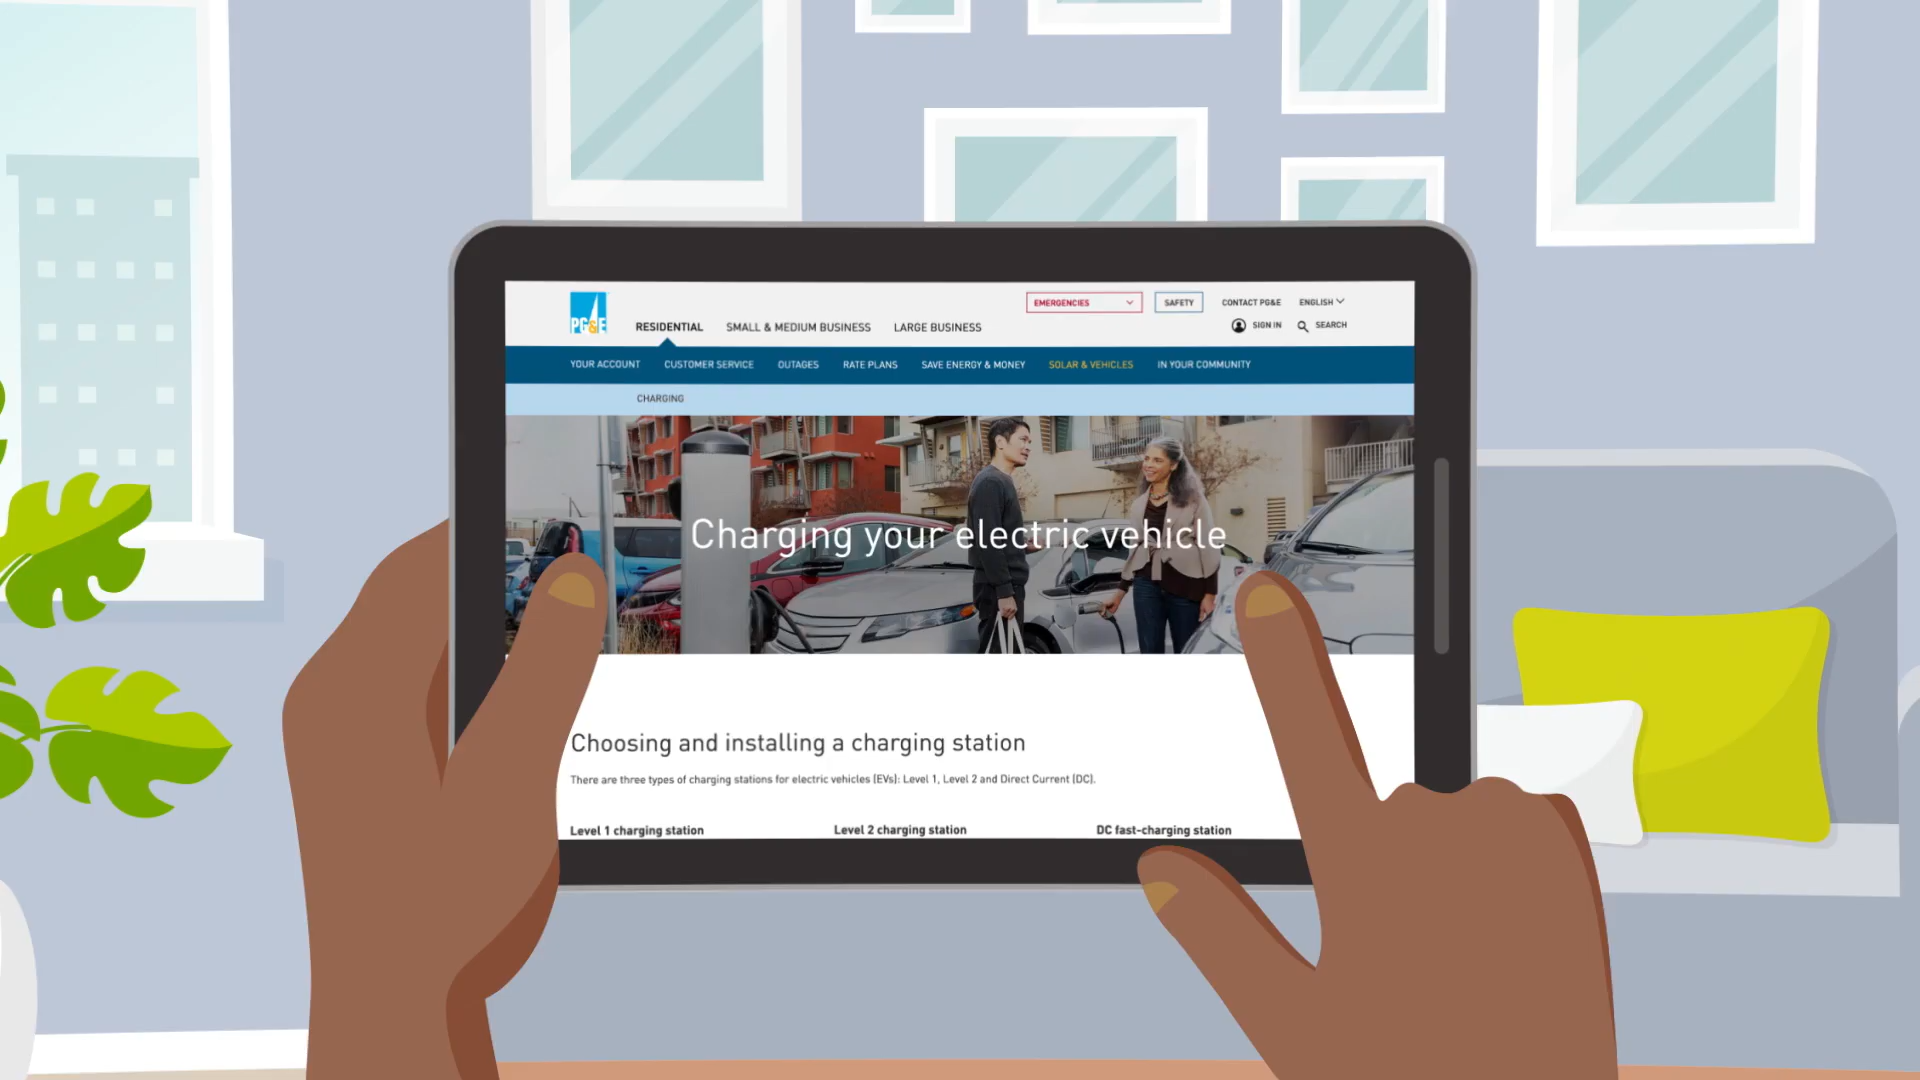 EMERGENCIES
SAFETY
CONTACT PG&E
ENGLISH
PG&E
RESIDENTIAL
SMALL & MEDIUM BUSINESS
LARGE BUSINESS
SIGN IN
SEARCH
YOUR ACCOUNT
CUSTOMER SERVICE
OUTAGES
RATE PLANS
SAVE ENERGY & MONEY
SOLAR & VEHICLES
IN YOUR COMMUNITY
CHARGING
Charging your electric vehicle
Choosing and installing a charging station
There are three types of charging stations for electric vehicles (EVs): Level 1, Level 2 and Direct Current (DC).
Level 1 charging station
Level 2 charging station
DC fast-charging station